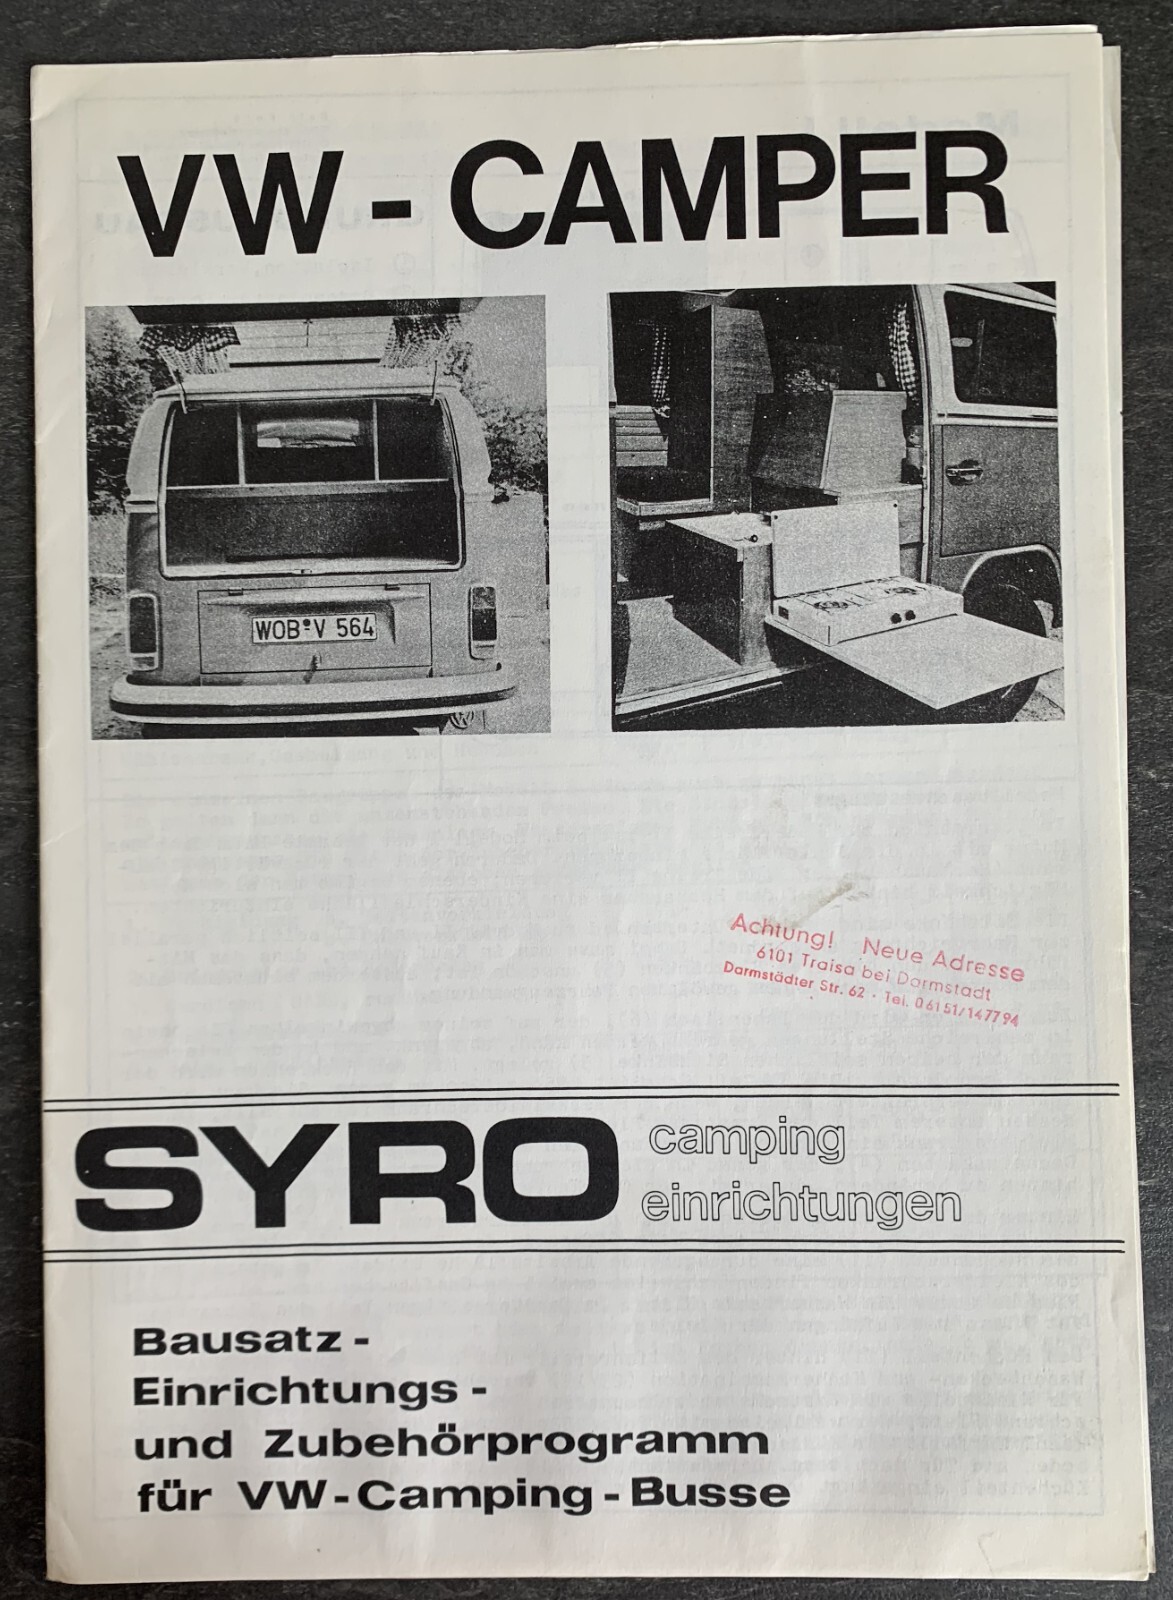 VW - CAMPER
WOB V 564
Achtung! Neue Adresse
6101 Traisa bei Darmstadt
Darmstädter Str. 62 · Tel. 06151/147794
SYRO
camping
einrichtungen
Bausatz -
Einrichtungs -
und Zubehörprogramm
für VW - Camping - Busse